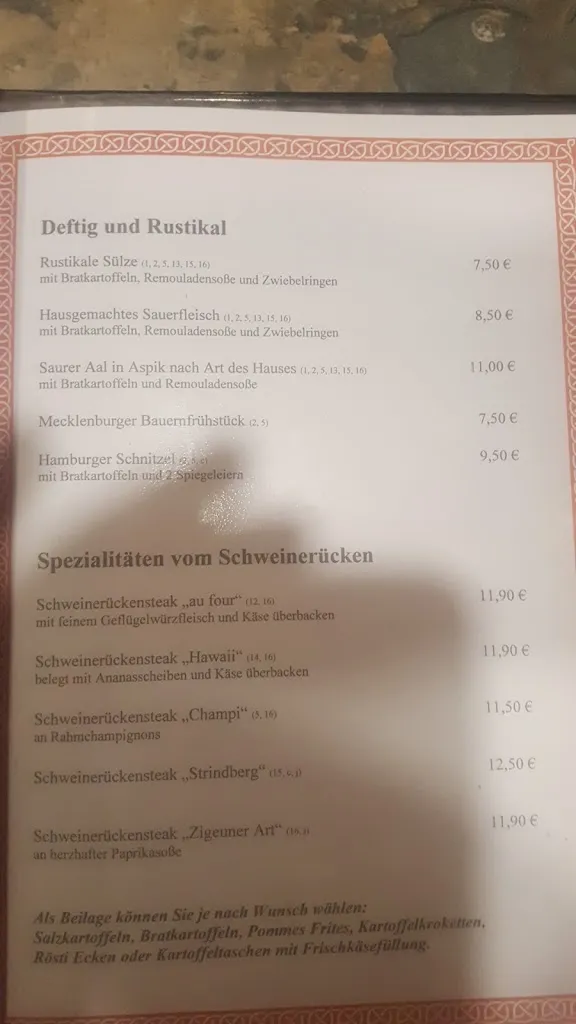 Deftig und Rustikal
Rustikale Sülze (1, 2, 5, 13, 15, 16) 7,50 €
mit Bratkartoffeln, Remouladensoße und Zwiebelringen
Hausgemachtes Sauerfleisch (1, 2, 5, 13, 15, 16) 8,50 €
mit Bratkartoffeln, Remouladensoße und Zwiebelringen
Saurer Aal in Aspik nach Art des Hauses (1, 2, 5, 13, 15, 16) 11,00 €
mit Bratkartoffeln und Remouladensoße
Mecklenburger Bauernfrühstück (2, 5) 7,50 €
Hamburger Schnitzel 9,50 €
mit Bratkartoffeln und 2 Spiegeleiern
Spezialitäten vom Schweinerücken
Schweinerückensteak „au four“ (12, 16) 11,90 €
mit feinem Geflügelwürzfleisch und Käse überbacken
Schweinerückensteak „Hawaii“ (14, 16) 11,90 €
belegt mit Ananasscheiben und Käse überbacken
Schweinerückensteak „Champi“ (5, 16) 11,50 €
an Rahmchampignons
Schweinerückensteak „Strindberg“ (15, c, j) 12,50 €
Schweinerückensteak „Zigeuner Art“ 11,90 €
an herzhafter Paprikasoße
Als Beilage können Sie je nach Wunsch wählen:
Salzkartoffeln, Bratkartoffeln, Pommes Frites, Kartoffelkroketten,
Rösti Ecken oder Kartoffeltaschen mit Frischkäsefüllung.